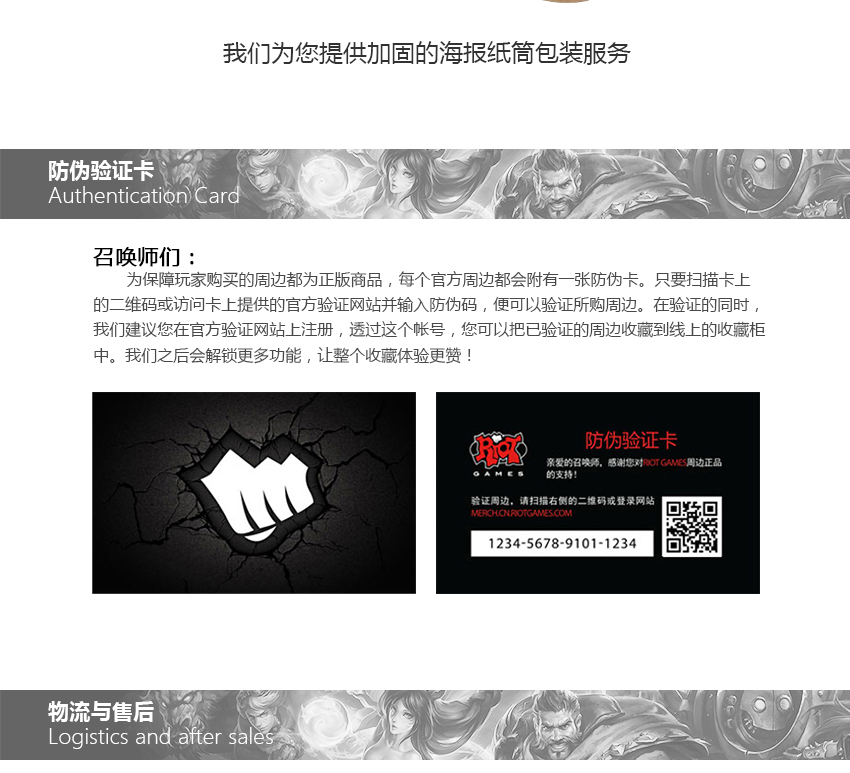 我们为您提供加固的海报纸筒包装服务
防伪验证卡
Authentication Card
召唤师们：
为保障玩家购买的周边都为正版商品，每个官方周边都会附有一张防伪卡。只要扫描卡上
的二维码或访问卡上提供的官方验证网站并输入防伪码，便可以验证所购周边。在验证的同时，
我们建议您在官方验证网站上注册，透过这个帐号，您可以把已验证的周边收藏到线上的收藏柜
中。我们之后会解锁更多功能，让整个收藏体验更赞！
RIOT
GAMES
防伪验证卡
亲爱的召唤师，感谢您对RIOT GAMES周边正品
的支持！
验证周边，请扫描右侧的二维码或登录网站
MERCH.CN.RIOTGAMES.COM
1234-5678-9101-1234
物流与售后
Logistics and after sales